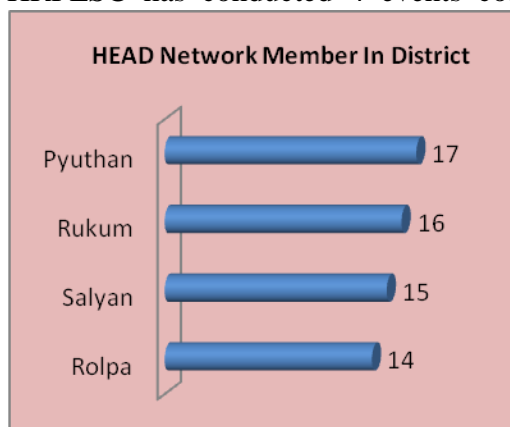 HEAD Network Member In District
Pyuthan 17
Rukum 16
Salyan 15
Rolpa 14